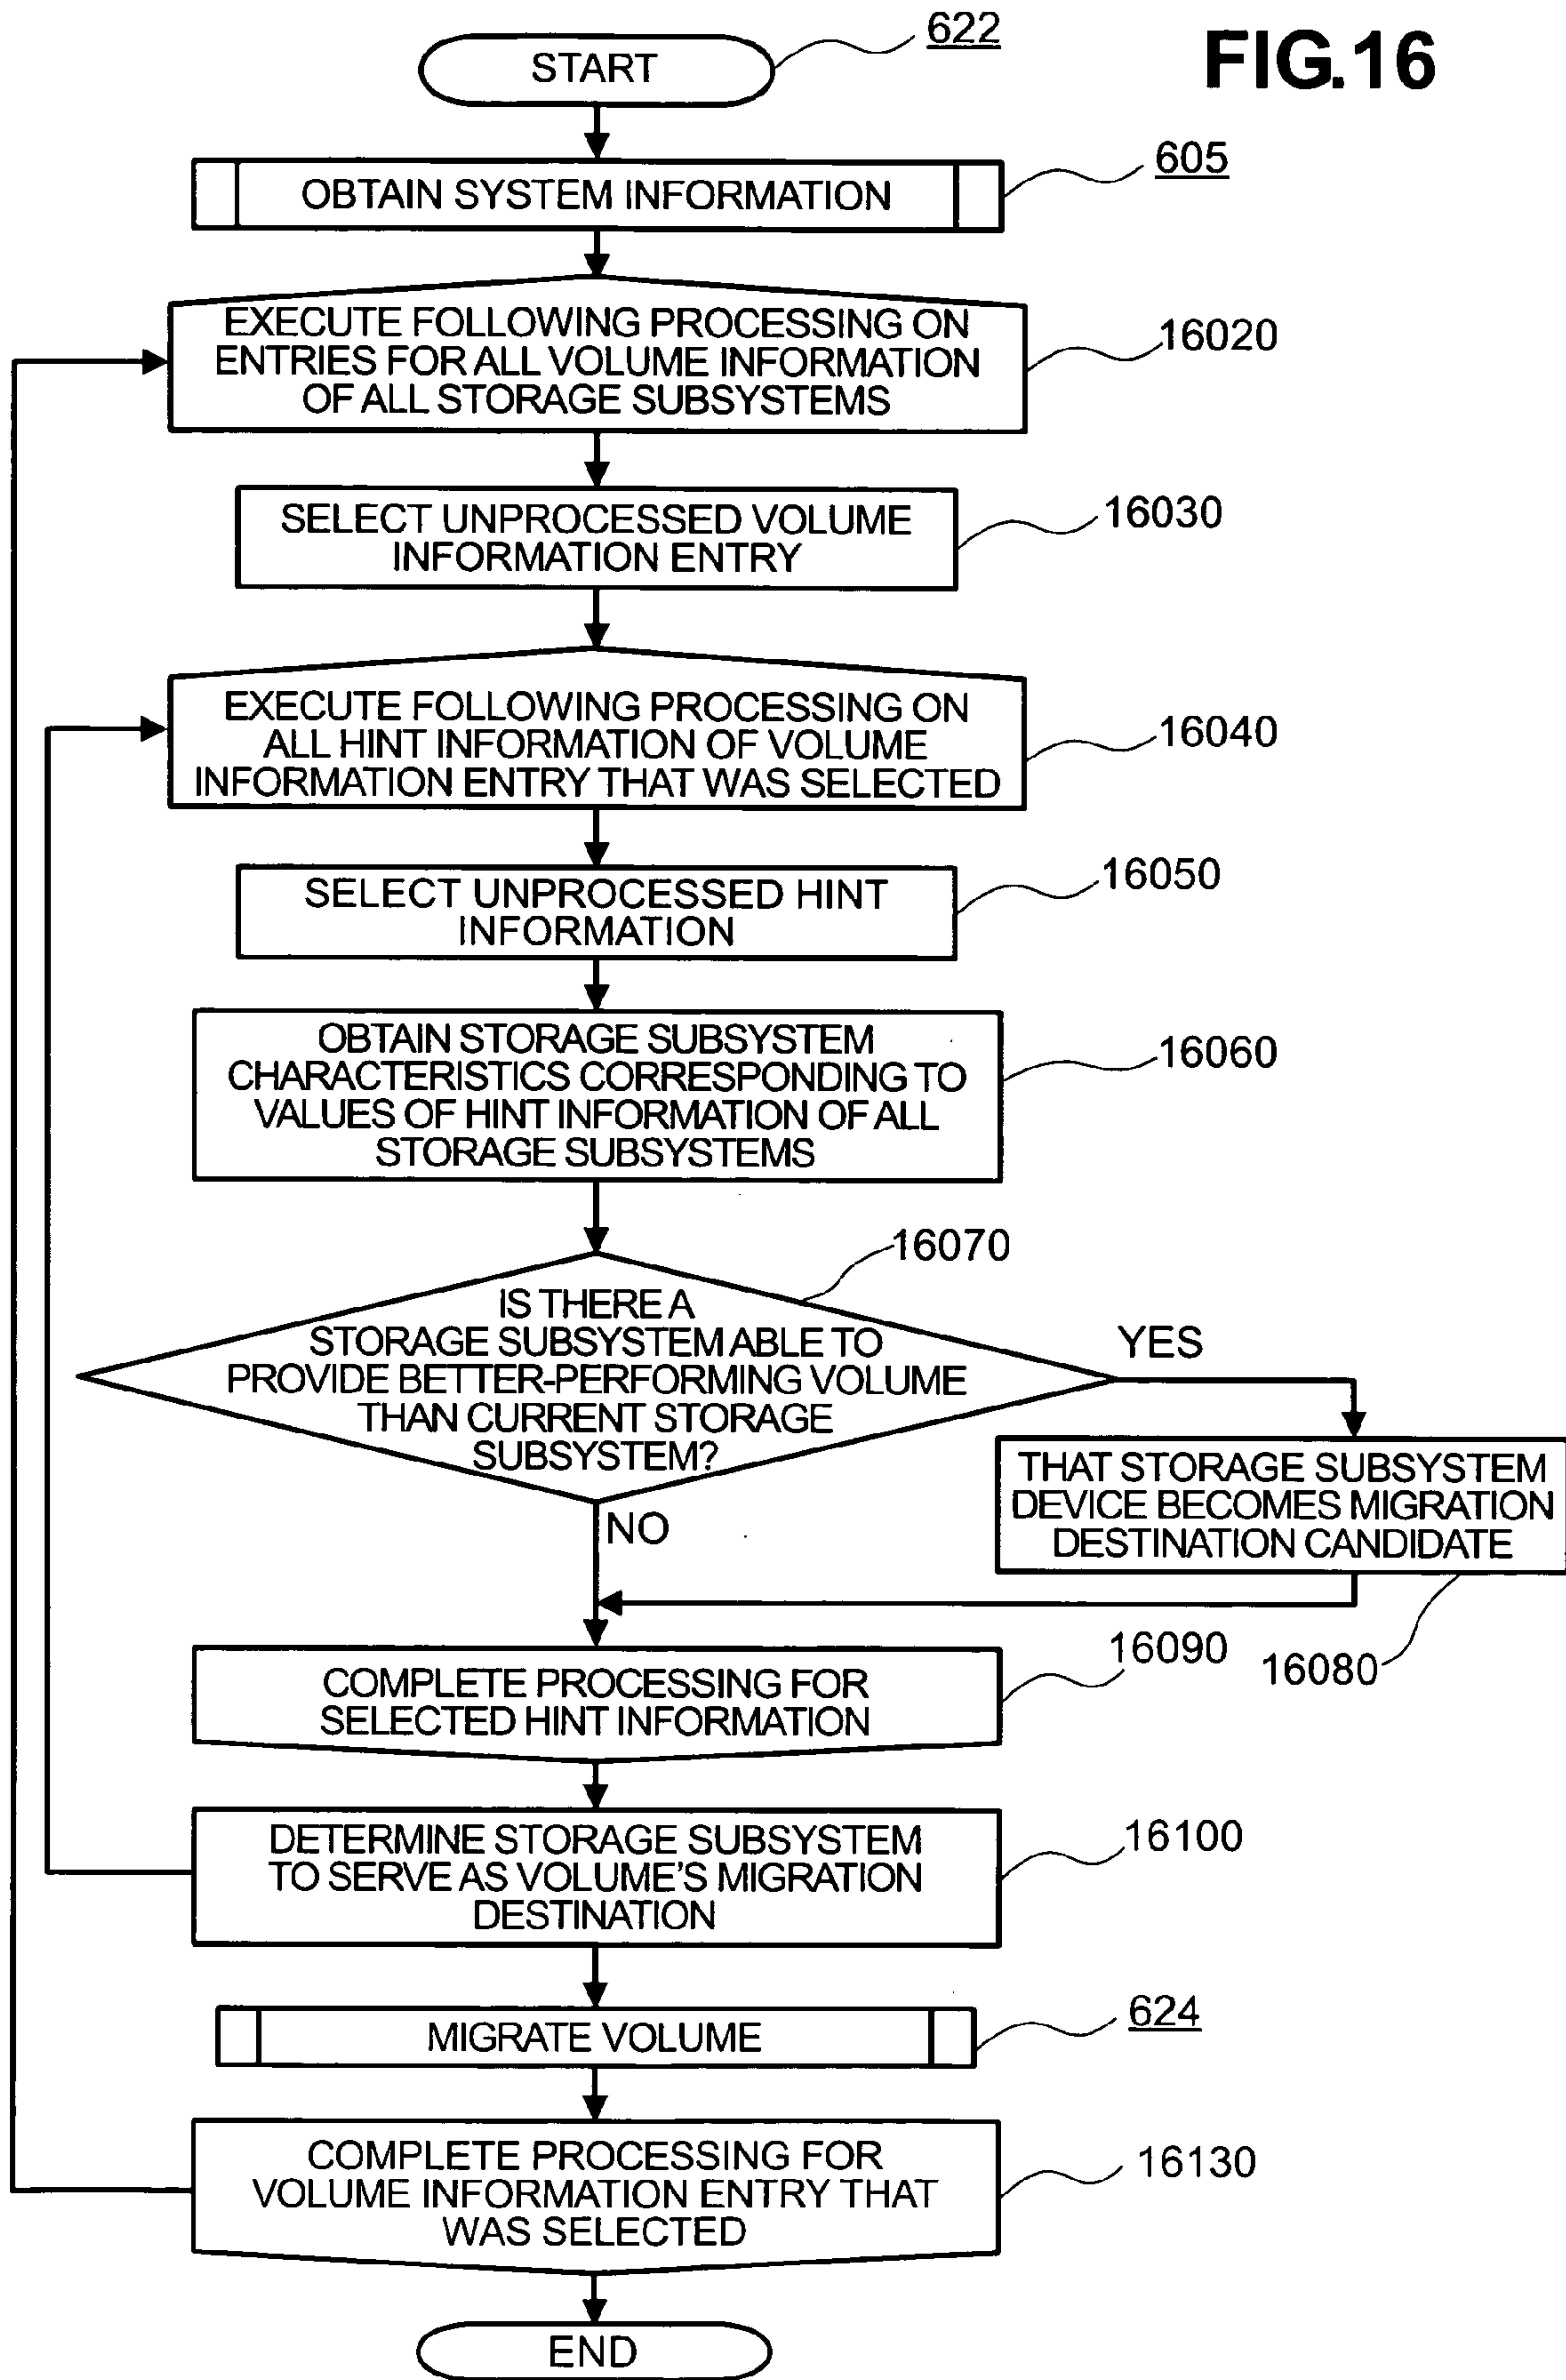 622
FIG.16
START
605
OBTAIN SYSTEM INFORMATION
EXECUTE FOLLOWING PROCESSING ON
ENTRIES FOR ALL VOLUME INFORMATION
OF ALL STORAGE SUBSYSTEMS
16020
SELECT UNPROCESSED VOLUME
INFORMATION ENTRY
16030
EXECUTE FOLLOWING PROCESSING ON
ALL HINT INFORMATION OF VOLUME
INFORMATION ENTRY THAT WAS SELECTED
16040
SELECT UNPROCESSED HINT
INFORMATION
16050
OBTAIN STORAGE SUBSYSTEM
CHARACTERISTICS CORRESPONDING TO
VALUES OF HINT INFORMATION OF ALL
STORAGE SUBSYSTEMS
16060
16070
IS THERE A
STORAGE SUBSYSTEM ABLE TO
PROVIDE BETTER-PERFORMING VOLUME
THAN CURRENT STORAGE
SUBSYSTEM?
YES
NO
THAT STORAGE SUBSYSTEM
DEVICE BECOMES MIGRATION
DESTINATION CANDIDATE
16080
COMPLETE PROCESSING FOR
SELECTED HINT INFORMATION
16090
DETERMINE STORAGE SUBSYSTEM
TO SERVE AS VOLUME'S MIGRATION
DESTINATION
16100
MIGRATE VOLUME
624
COMPLETE PROCESSING FOR
VOLUME INFORMATION ENTRY THAT
WAS SELECTED
16130
END